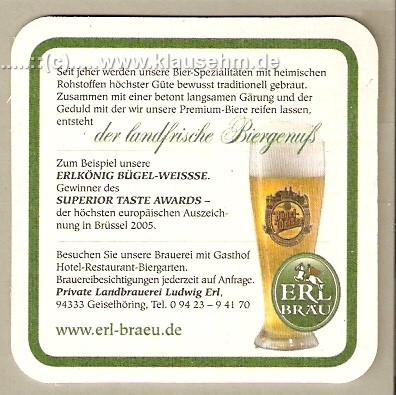 .....::(c).....www.klausehm.de
Seit jeher werden unsere Bier-Spezialitäten mit heimischen
Rohstoffen höchster Güte bewusst traditionell gebraut.
Zusammen mit einer betont langsamen Gärung und der
Geduld mit der wir unsere Premium-Biere reifen lassen,
entsteht
der landfrische Biergenuß
Zum Beispiel unsere
ERLKÖNIG BÜGEL-WEISSSE.
Gewinner des
SUPERIOR TASTE AWARDS –
der höchsten europäischen Auszeich-
nung in Brüssel 2005.
Besuchen Sie unsere Brauerei mit Gasthof
Hotel-Restaurant-Biergarten.
Brauereibesichtigungen jederzeit auf Anfrage.
Private Landbrauerei Ludwig Erl,
94333 Geiselhöring, Tel. 0 94 23 – 9 41 70
www.erl-braeu.de
ERL
BRÄU